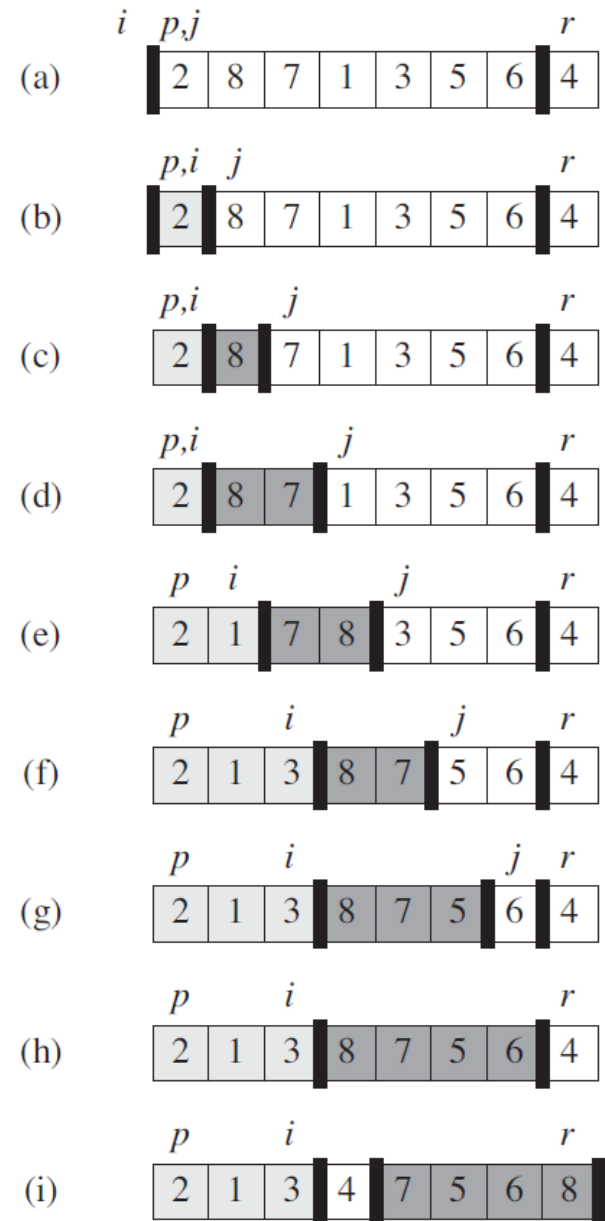 i p,j r
(a) 2 8 7 1 3 5 6 4
p,i j r
(b) 2 8 7 1 3 5 6 4
p,i j r
(c) 2 8 7 1 3 5 6 4
p,i j r
(d) 2 8 7 1 3 5 6 4
p i j r
(e) 2 1 7 8 3 5 6 4
p i j r
(f) 2 1 3 8 7 5 6 4
p i j r
(g) 2 1 3 8 7 5 6 4
p i r
(h) 2 1 3 8 7 5 6 4
p i r
(i) 2 1 3 4 7 5 6 8